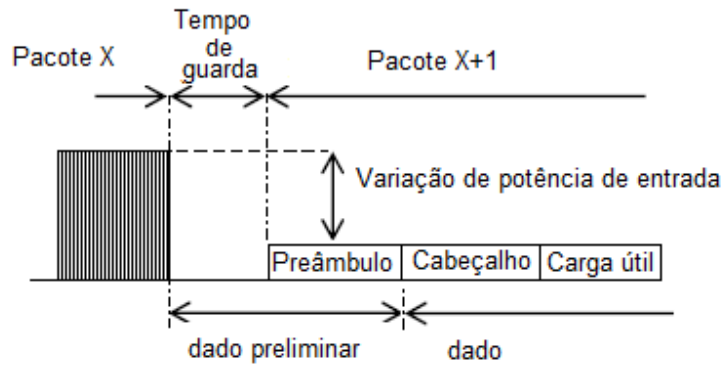 Tempo
de
guarda
Pacote X
Pacote X+1
Variação de potência de entrada
Preâmbulo
Cabeçalho
Carga útil
dado preliminar
dado